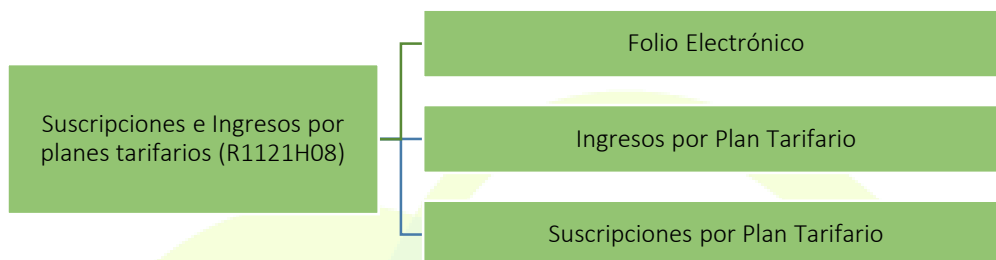 Suscripciones e Ingresos por
planes tarifarios (R1121H08)
Folio Electrónico
Ingresos por Plan Tarifario
Suscripciones por Plan Tarifario